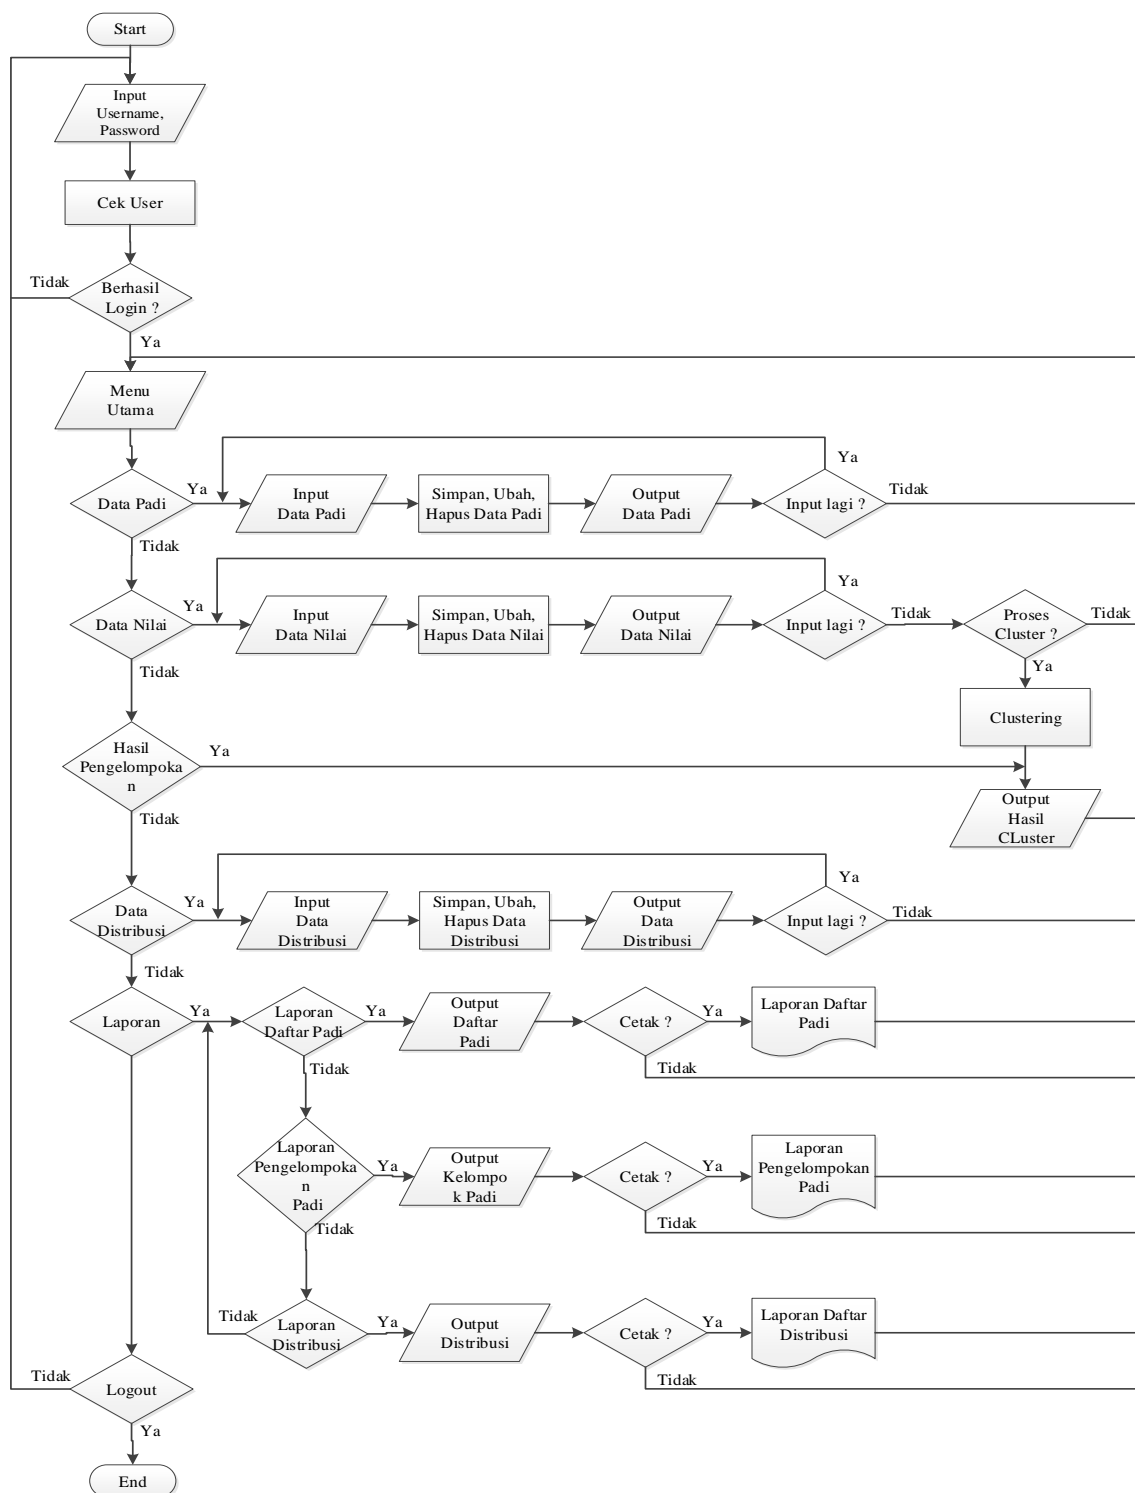 Start
Input
Username,
Password
Cek User
Tidak
Berhasil
Login ?
Ya
Menu
Utama
Ya
Data Padi
Ya
Input
Data Padi
Simpan, Ubah,
Hapus Data Padi
Output
Data Padi
Input lagi ?
Tidak
Tidak
Ya
Data Nilai
Ya
Input
Data Nilai
Simpan, Ubah,
Hapus Data Nilai
Output
Data Nilai
Input lagi ?
Tidak
Proses
Cluster ?
Tidak
Tidak
Ya
Clustering
Hasil
Pengelompoka
n
Ya
Output
Hasil
CLuster
Tidak
Ya
Data
Distribusi
Ya
Input
Data
Distribusi
Simpan, Ubah,
Hapus Data
Distribusi
Output
Data
Distribusi
Input lagi ?
Tidak
Tidak
Laporan
Ya
Laporan
Daftar Padi
Ya
Output
Daftar
Padi
Cetak ?
Ya
Laporan Daftar
Padi
Tidak
Tidak
Laporan
Pengelompoka
n
Padi
Ya
Output
Kelompo
k Padi
Cetak ?
Ya
Laporan
Pengelompokan
Padi
Tidak
Tidak
Tidak
Laporan
Distribusi
Ya
Output
Distribusi
Cetak ?
Ya
Laporan Daftar
Distribusi
Tidak
Tidak
Logout
Ya
End